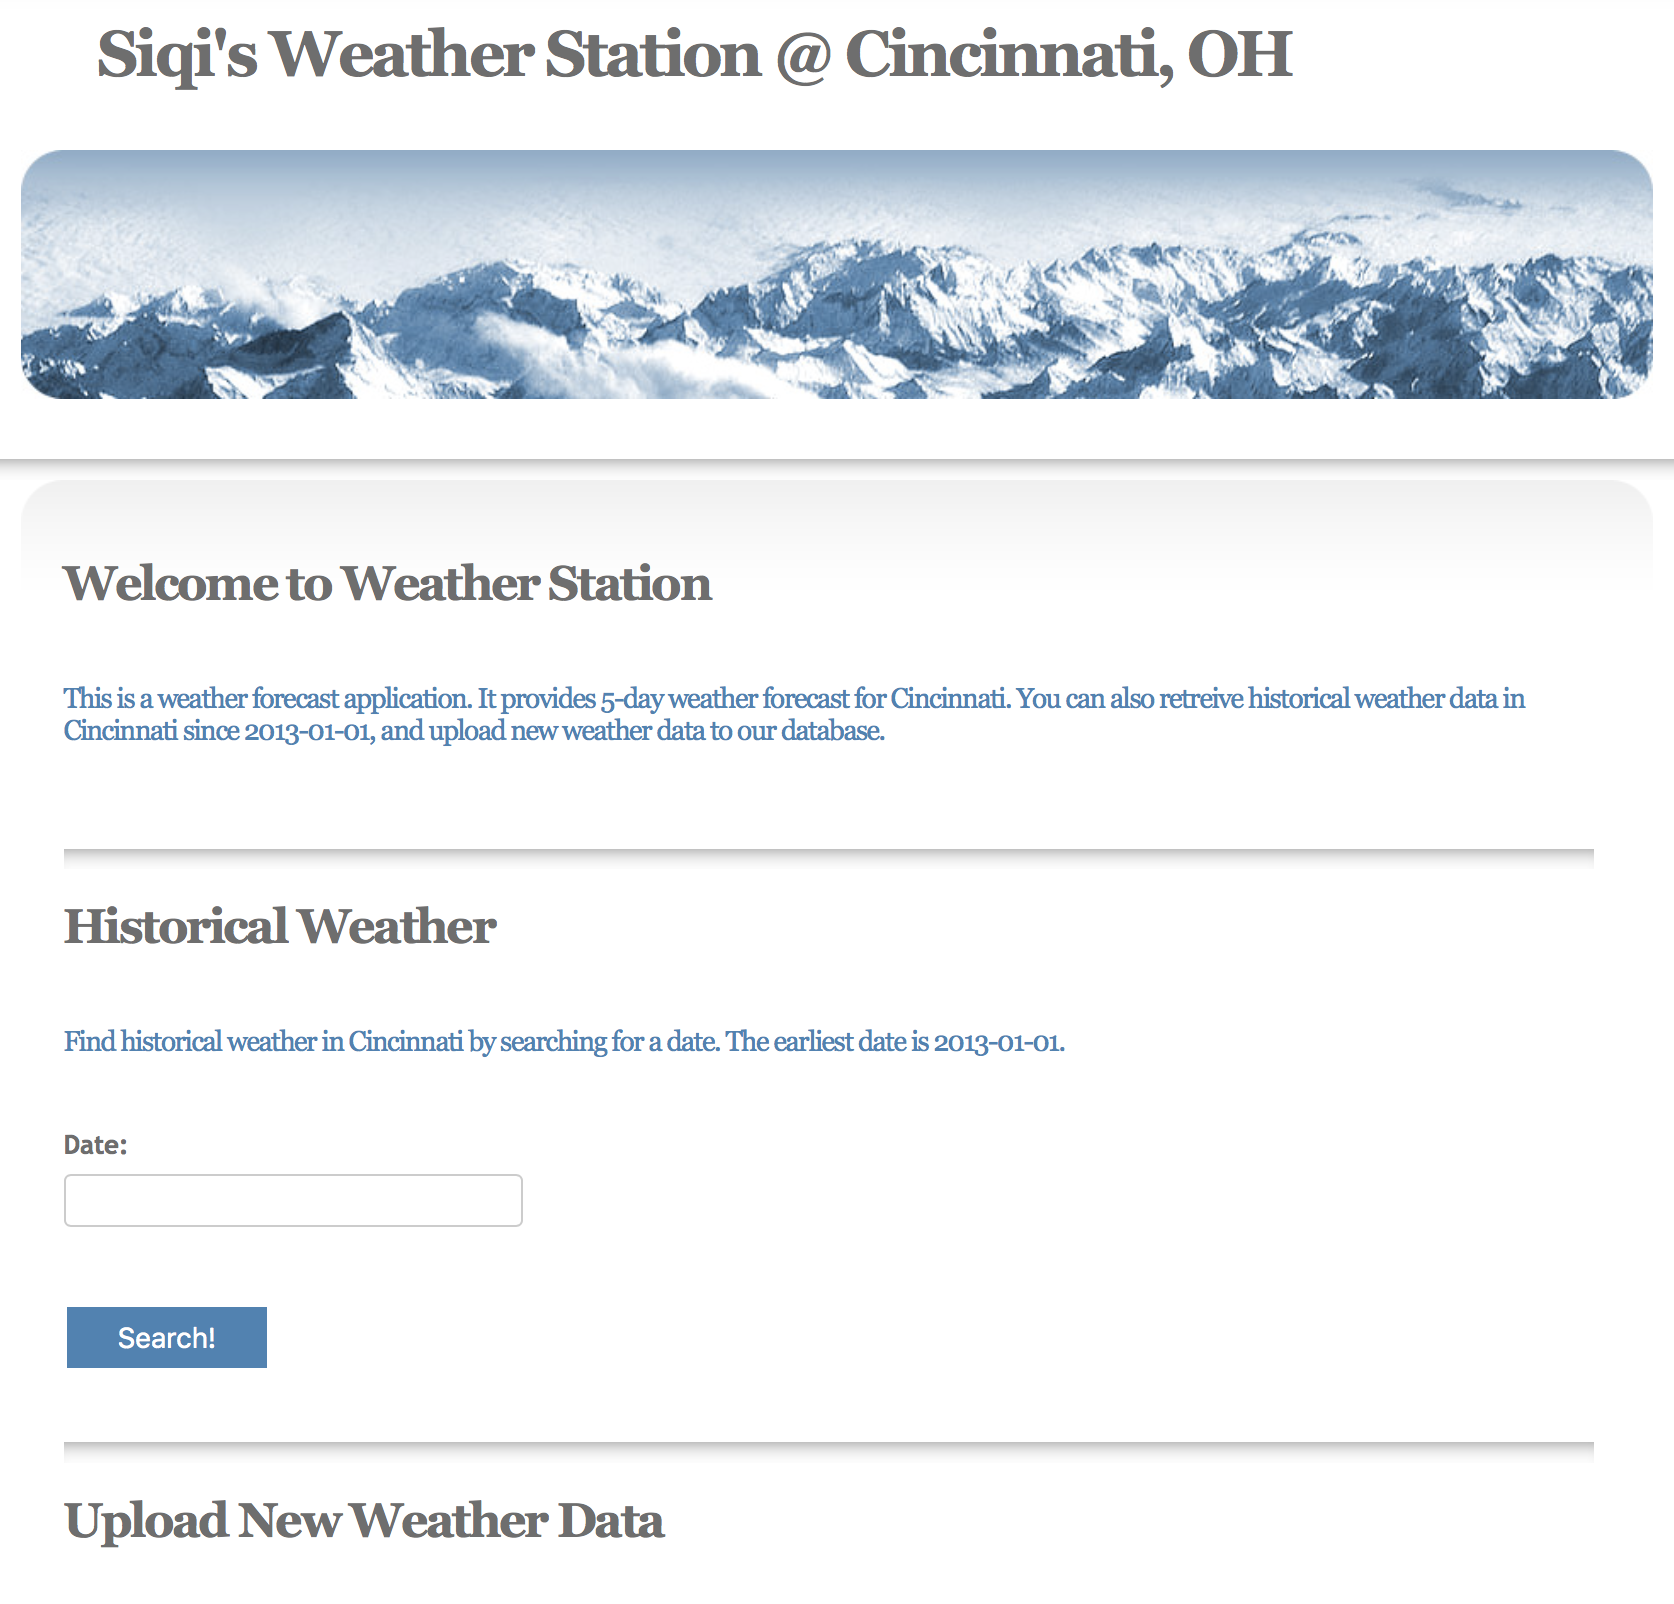 Siqi's Weather Station @ Cincinnati, OH
Welcome to Weather Station
This is a weather forecast application. It provides 5-day weather forecast for Cincinnati. You can also retreive historical weather data in
Cincinnati since 2013-01-01, and upload new weather data to our database.
Historical Weather
Find historical weather in Cincinnati by searching for a date. The earliest date is 2013-01-01.
Date:
Search!
Upload New Weather Data